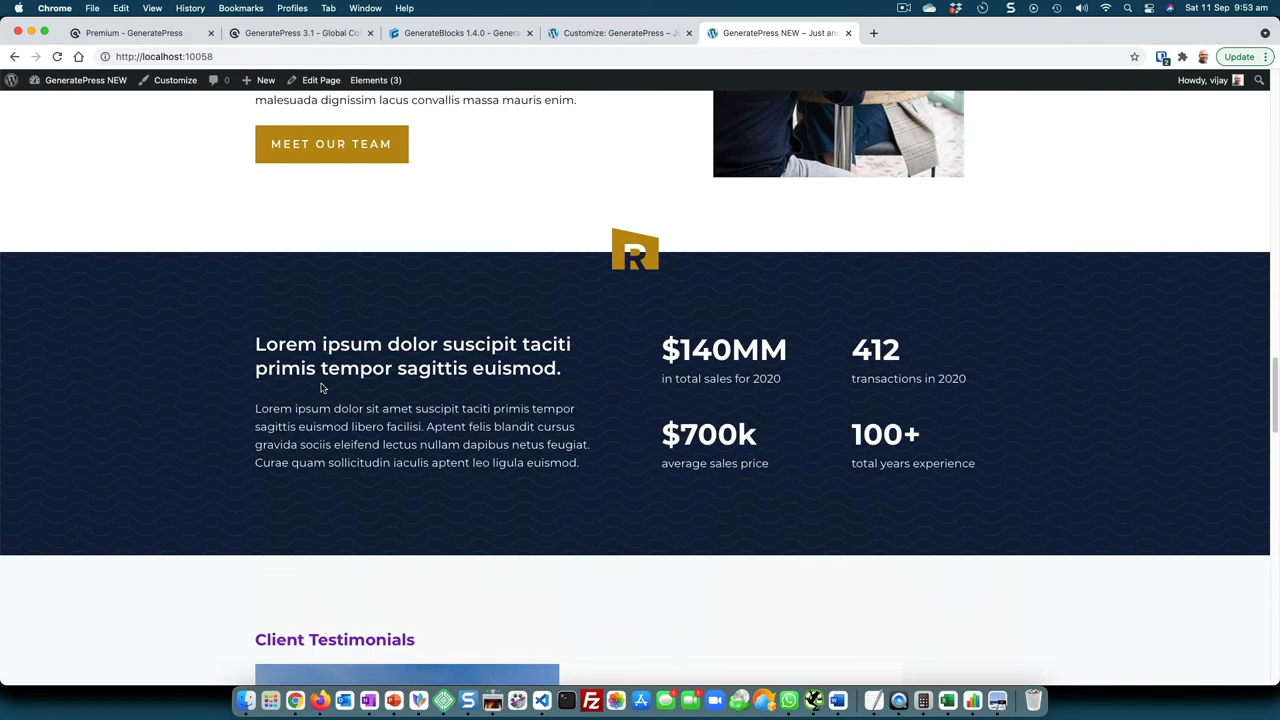 Chrome File Edit View History Bookmarks Profiles Tab Window Help Sat 11 Sep 9:53 am
Premium - GeneratePress GeneratePress 3.1 - Global Co GenerateBlocks 1.4.0 - Genera Customize: GeneratePress – Ju GeneratePress NEW – Just an
http://localhost:10058 Update
GeneratePress NEW Customize 0 New Edit Page Elements (3) Howdy, vijay
malesuada dignissim lacus convallis massa mauris enim.
MEET OUR TEAM
R
Lorem ipsum dolor suscipit taciti
primis tempor sagittis euismod.
Lorem ipsum dolor sit amet suscipit taciti primis tempor
sagittis euismod libero facilisi. Aptent felis blandit cursus
gravida sociis eleifend lectus nullam dapibus netus feugiat.
Curae quam sollicitudin iaculis aptent leo ligula euismod.
$140MM
in total sales for 2020
412
transactions in 2020
$700k
average sales price
100+
total years experience
Client Testimonials